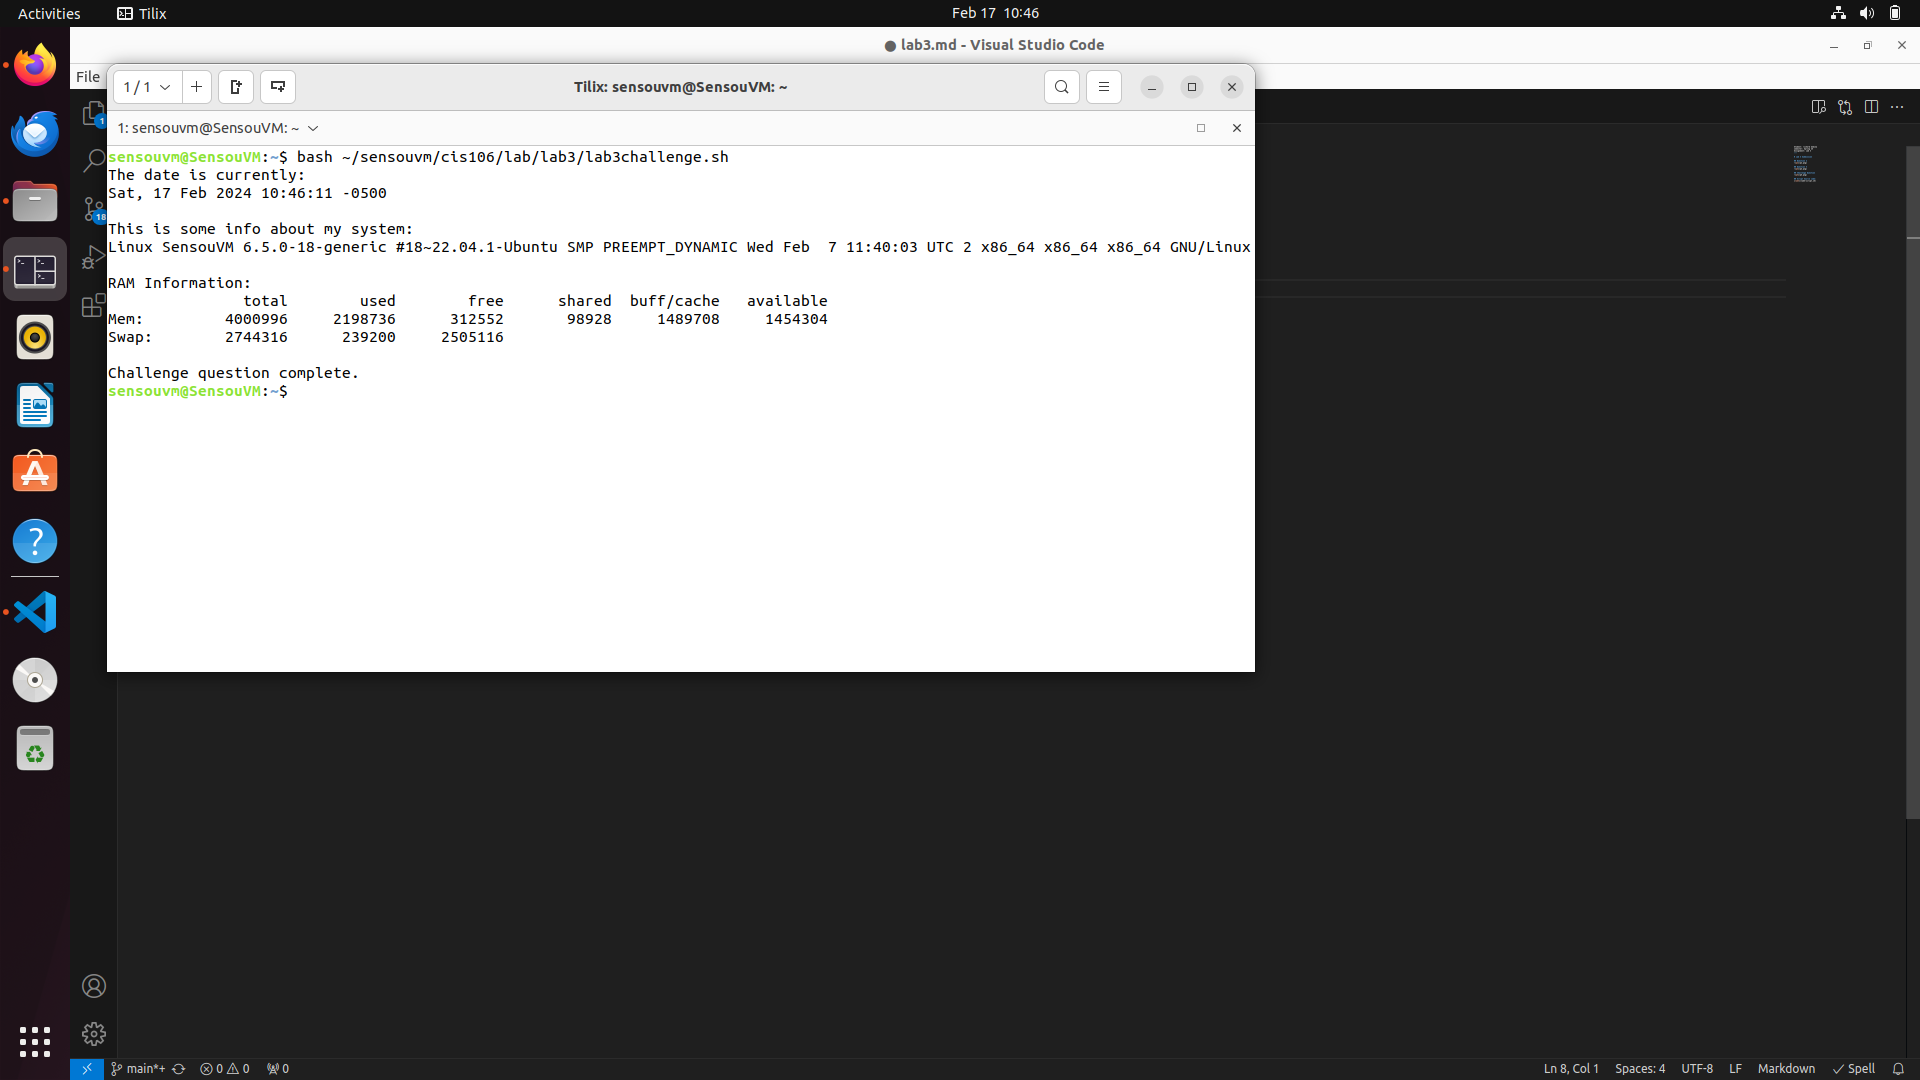 Activities
Tilix
Feb 17 10:46
● lab3.md - Visual Studio Code
File
1 / 1
Tilix: sensouvm@SensouVM: ~
1: sensouvm@SensouVM: ~
sensouvm@SensouVM:~$ bash ~/sensouvm/cis106/lab/lab3/lab3challenge.sh
The date is currently:
Sat, 17 Feb 2024 10:46:11 -0500
This is some info about my system:
Linux SensouVM 6.5.0-18-generic #18~22.04.1-Ubuntu SMP PREEMPT_DYNAMIC Wed Feb  7 11:40:03 UTC 2 x86_64 x86_64 x86_64 GNU/Linux
RAM Information:
               total        used        free      shared  buff/cache   available
Mem:         4000996     2198736      312552       98928     1489708     1454304
Swap:        2744316      239200     2505116
Challenge question complete.
sensouvm@SensouVM:~$
1
18
main*+
0
0
0
Ln 8, Col 1
Spaces: 4
UTF-8
LF
Markdown
Spell